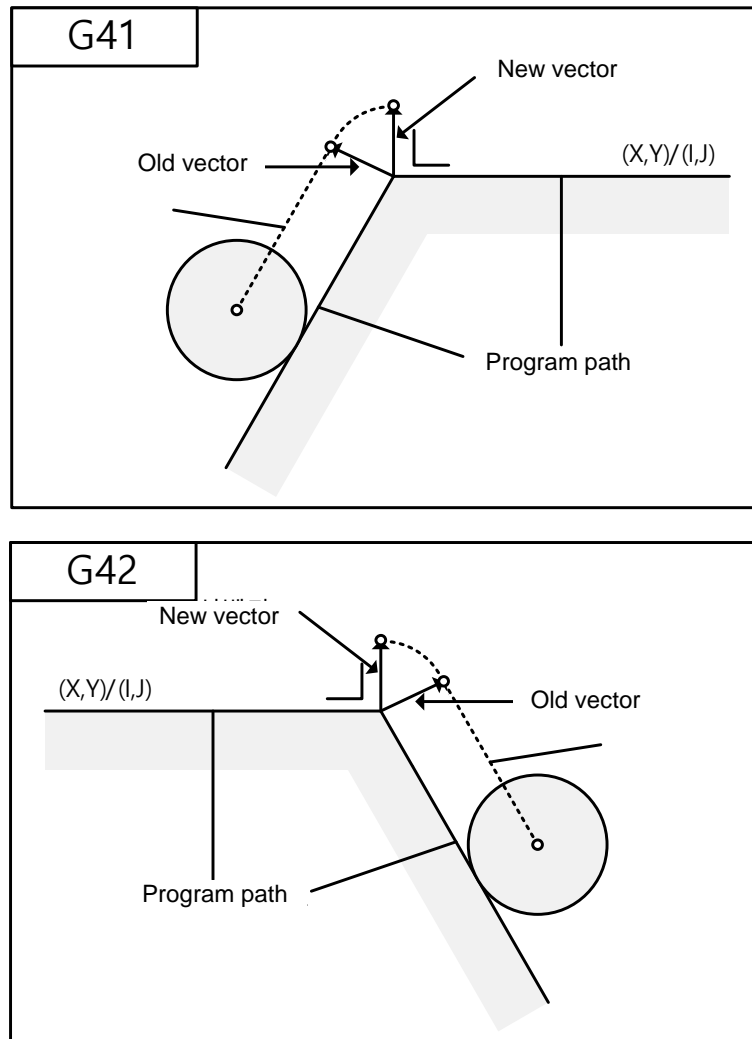 G41
New vector
Old vector
(X,Y)/(I,J)
Program path
G42
New vector
(X,Y)/(I,J)
Old vector
Program path